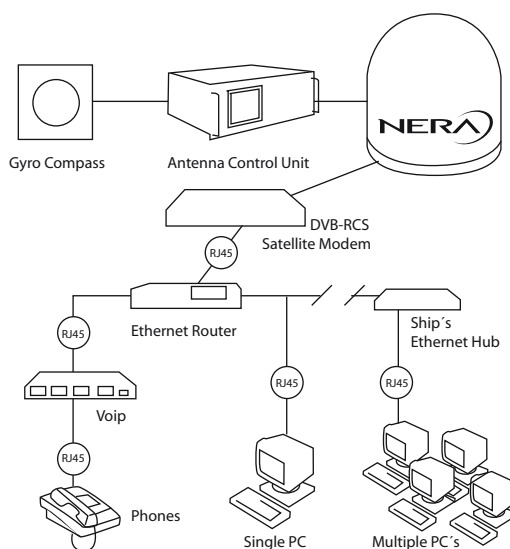 NERA
Gyro Compass
Antenna Control Unit
DVB-RCS
Satellite Modem
RJ45
Ethernet Router
Ship´s
Ethernet Hub
RJ45
RJ45
RJ45
Voip
RJ45
Phones
Single PC
Multiple PC´s